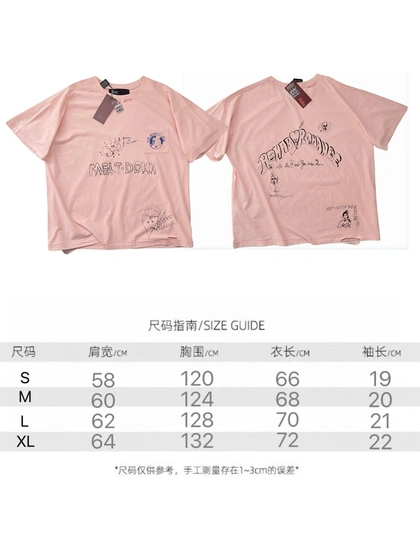 MELT-DOWN
尺码指南/SIZE GUIDE
尺码 肩宽/CM 胸围/CM 衣长/CM 袖长/CM
S 58 120 66 19
M 60 124 68 20
L 62 128 70 21
XL 64 132 72 22
*尺码仅供参考，手工测量存在1~3cm的误差*